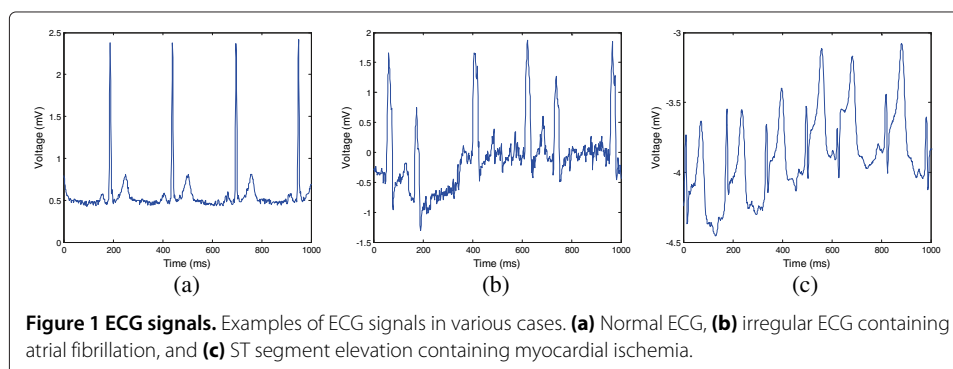 2.5
2
1.5
1
0.5
0
0 200 400 600 800 1000
Voltage (mV)
Time (ms)
(a)
2
1.5
1
0.5
0
-0.5
-1
-1.5
0 200 400 600 800 1000
Voltage (mV)
Time (ms)
(b)
-3
-3.5
-4
-4.5
0 200 400 600 800 1000
Voltage (mV)
Time (ms)
(c)
Figure 1 ECG signals. Examples of ECG signals in various cases. (a) Normal ECG, (b) irregular ECG containing
atrial fibrillation, and (c) ST segment elevation containing myocardial ischemia.